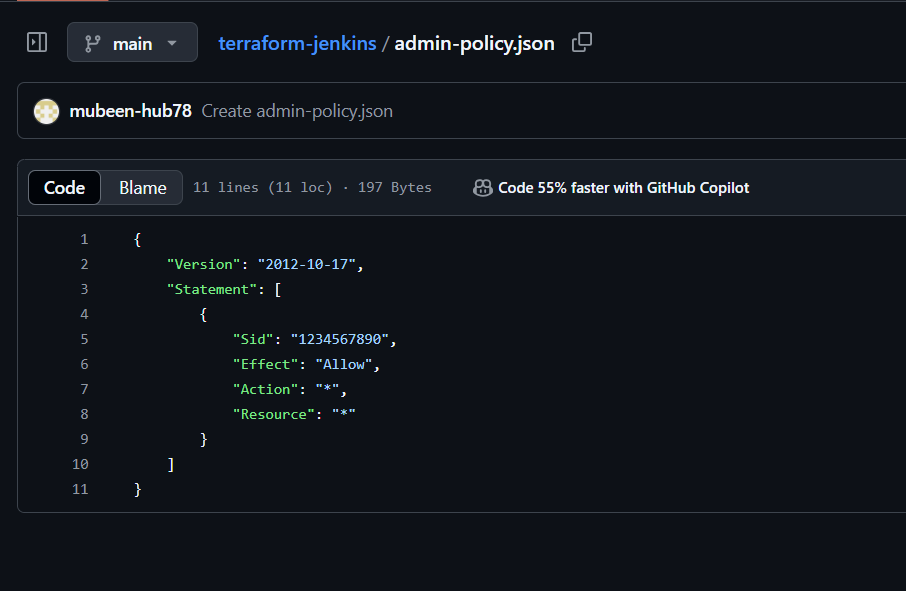 main
terraform-jenkins / admin-policy.json
mubeen-hub78 Create admin-policy.json
Code Blame 11 lines (11 loc) · 197 Bytes Code 55% faster with GitHub Copilot
1 {
2 "Version": "2012-10-17",
3 "Statement": [
4 {
5 "Sid": "1234567890",
6 "Effect": "Allow",
7 "Action": "*",
8 "Resource": "*"
9 }
10 ]
11 }